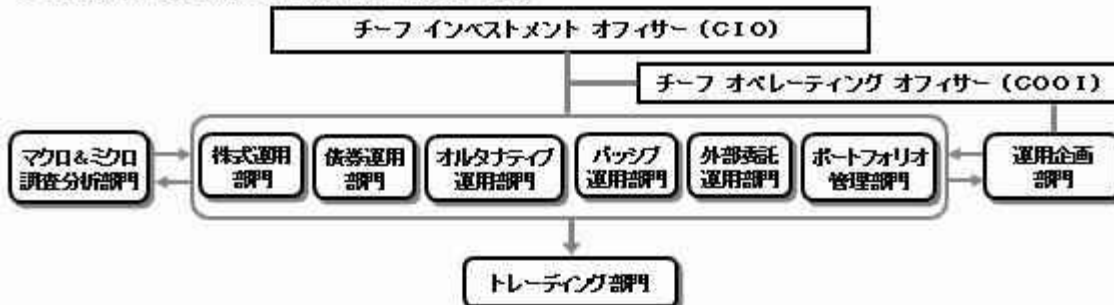 チーフ インベストメント オフィサー (CIO)
チーフ オペレーティング オフィサー (COOI)
マクロ&ミクロ
調査分析部門
株式運用
部門
債券運用
部門
オルタナティブ
運用部門
パッシブ
運用部門
外部委託
運用部門
ポートフォリオ
管理部門
運用企画
部門
トレーディング部門